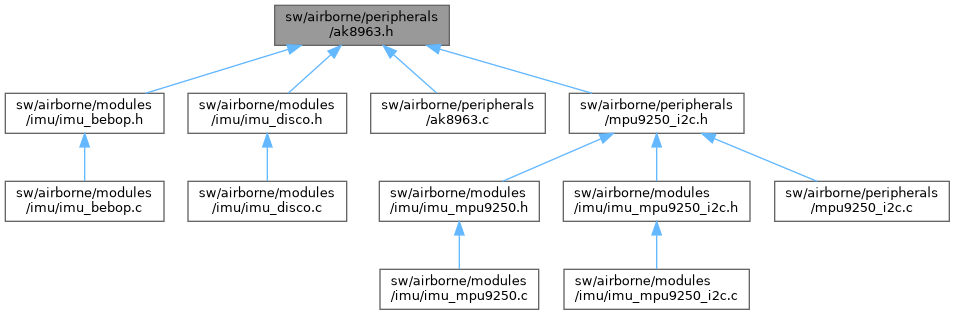 sw/airborne/peripherals
/ak8963.h
sw/airborne/modules
/imu/imu_bebop.h
sw/airborne/modules
/imu/imu_disco.h
sw/airborne/peripherals
/ak8963.c
sw/airborne/peripherals
/mpu9250_i2c.h
sw/airborne/modules
/imu/imu_bebop.c
sw/airborne/modules
/imu/imu_disco.c
sw/airborne/modules
/imu/imu_mpu9250.h
sw/airborne/modules
/imu/imu_mpu9250_i2c.h
sw/airborne/peripherals
/mpu9250_i2c.c
sw/airborne/modules
/imu/imu_mpu9250.c
sw/airborne/modules
/imu/imu_mpu9250_i2c.c